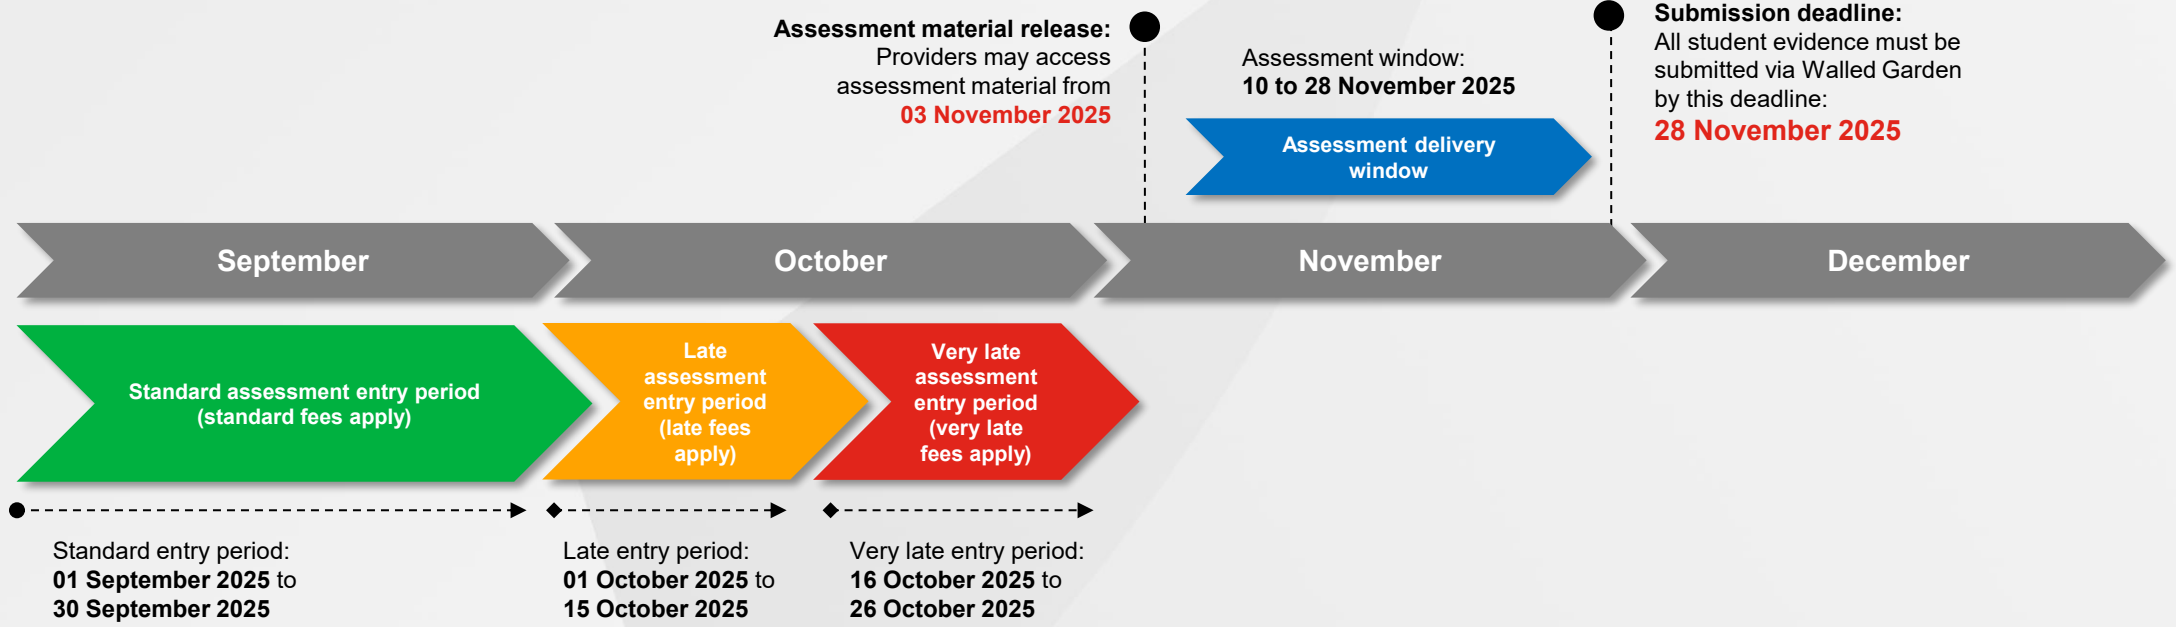 Assessment material release:
Providers may access
assessment material from
03 November 2025
Assessment window:
10 to 28 November 2025
Submission deadline:
All student evidence must be
submitted via Walled Garden
by this deadline:
28 November 2025
Assessment delivery
window
September
October
November
December
Standard assessment entry period
(standard fees apply)
Late
assessment
entry period
(late fees
apply)
Very late
assessment
entry period
(very late
fees apply)
Standard entry period:
01 September 2025 to
30 September 2025
Late entry period:
01 October 2025 to
15 October 2025
Very late entry period:
16 October 2025 to
26 October 2025